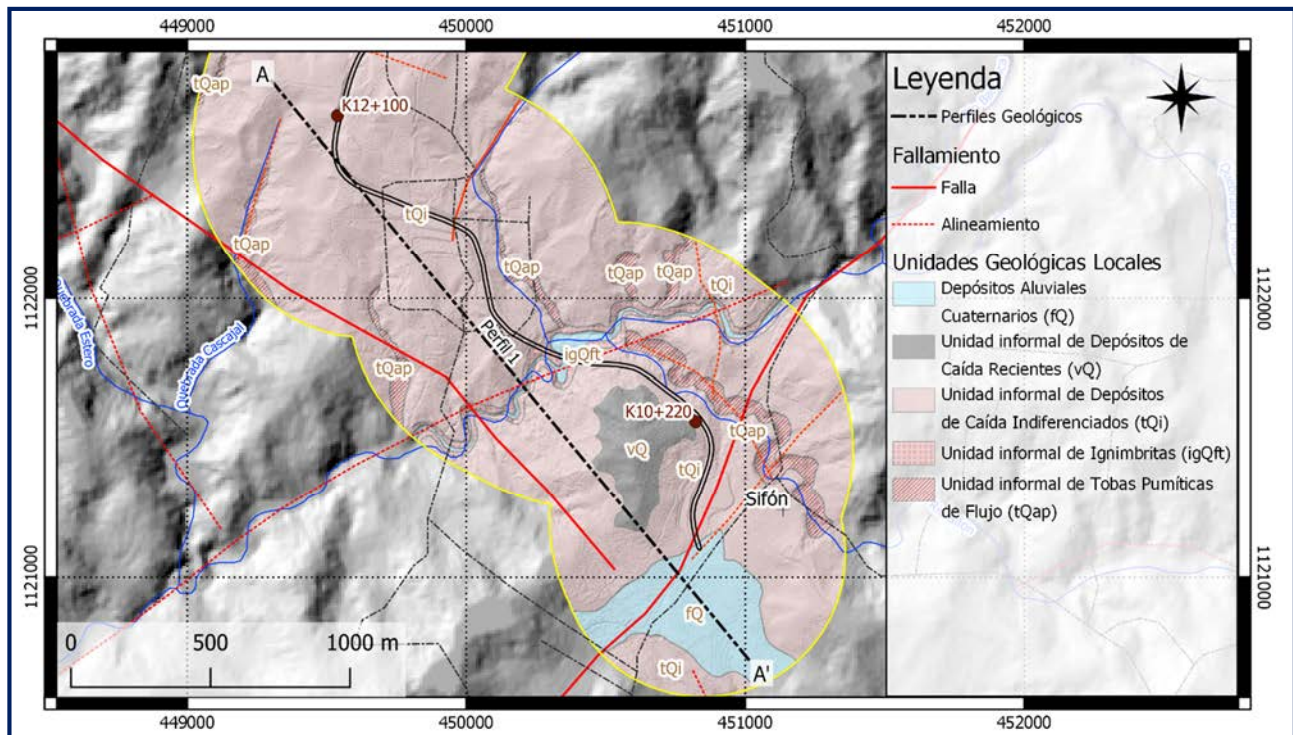 449000
450000
451000
452000
1122000
1121000
tQap
A
K12+100
tQi
tQap
tQap
tQap
tQap
tQi
Quebrada Estero
Quebrada Cascajal
Perfil 1
igQft
tQap
K10+220
tQap
vQ
tQi
Sifón
fQ
tQi
A'
0 500 1000 m
Leyenda
Perfiles Geológicos
Fallamiento
Falla
Alineamiento
Unidades Geológicas Locales
Depósitos Aluviales
Cuaternarios (fQ)
Unidad informal de Depósitos de
Caída Recientes (vQ)
Unidad informal de Depósitos
de Caída Indiferenciados (tQi)
Unidad informal de Ignimbritas (igQft)
Unidad informal de Tobas Pumíticas
de Flujo (tQap)
1122000
1121000
449000
450000
451000
452000